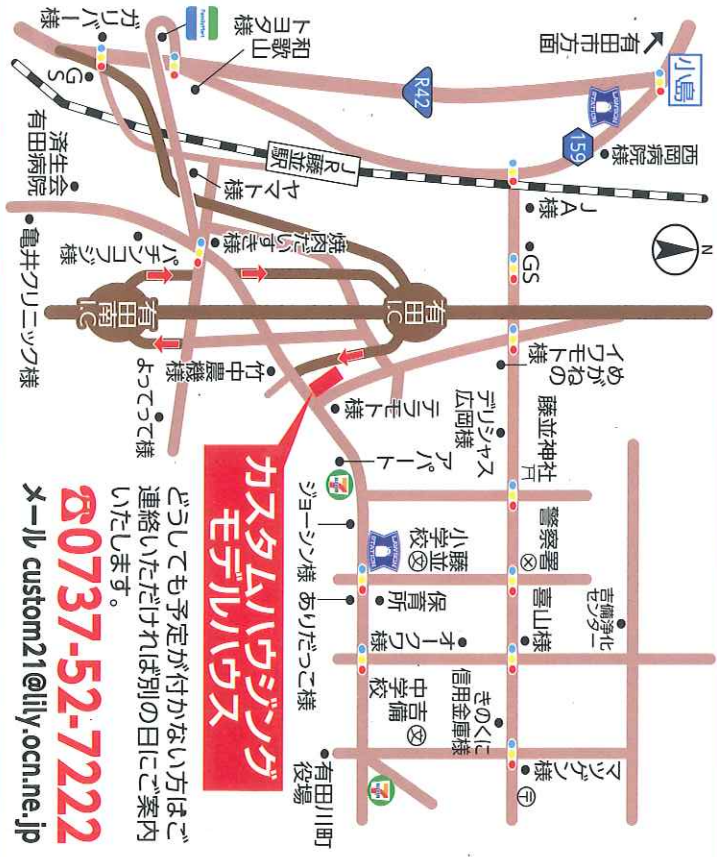 N
有田市方面
小島
LAWSON
STATION
159
西岡病院様
R42
FamilyMart
和歌山
トヨタ様
ガリバー様
GS
JR藤並駅
ヤマト様
済生会
有田病院
JA様
GS
焼肉だいすき様
パチンコフジ
亀井クリニック様
有田I.C
有田南I.C
めがねの
イワモト様
デリシャス
広岡様
藤並神社
竹中農機様
よってって様
テラモト様
アパート
カスタムハウジング
モデルハウス
警察署
喜山様
吉備浄化
センター
藤並
小学校
文
LAWSON
STATION
ジョーシン様
ありだっこ様
保育所
オークワ様
きのくに
信用金庫様
吉備
中学校
文
マツゲン様
〒
有田川町
役場
どうしても予定が付かない方はご
連絡いただければ別の日にご案内
いたします。
☎0737-52-7222
メール custom21@lily.ocn.ne.jp